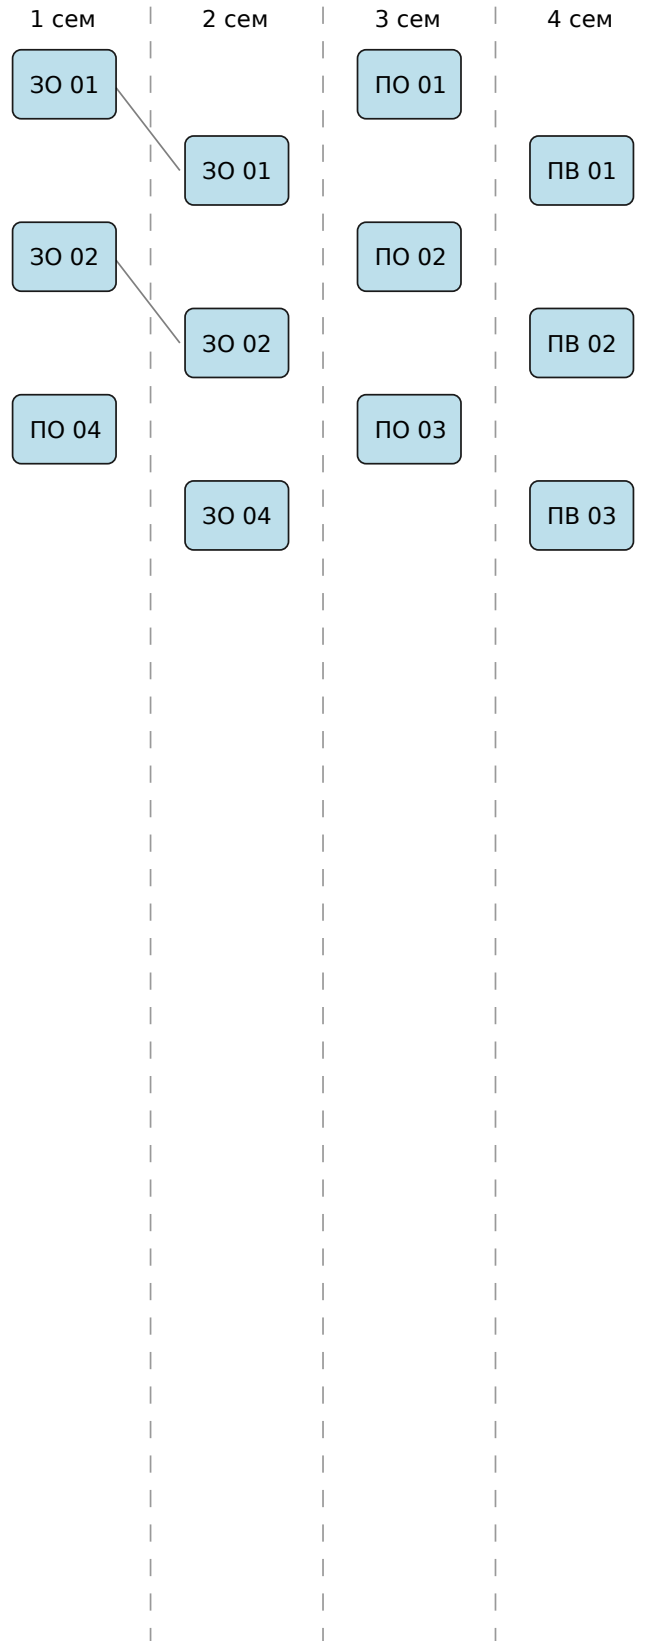 1 сем
2 сем
3 сем
4 сем
ЗО 01
ПО 01
ЗО 01
ПВ 01
ЗО 02
ПО 02
ЗО 02
ПВ 02
ПО 04
ПО 03
ЗО 04
ПВ 03